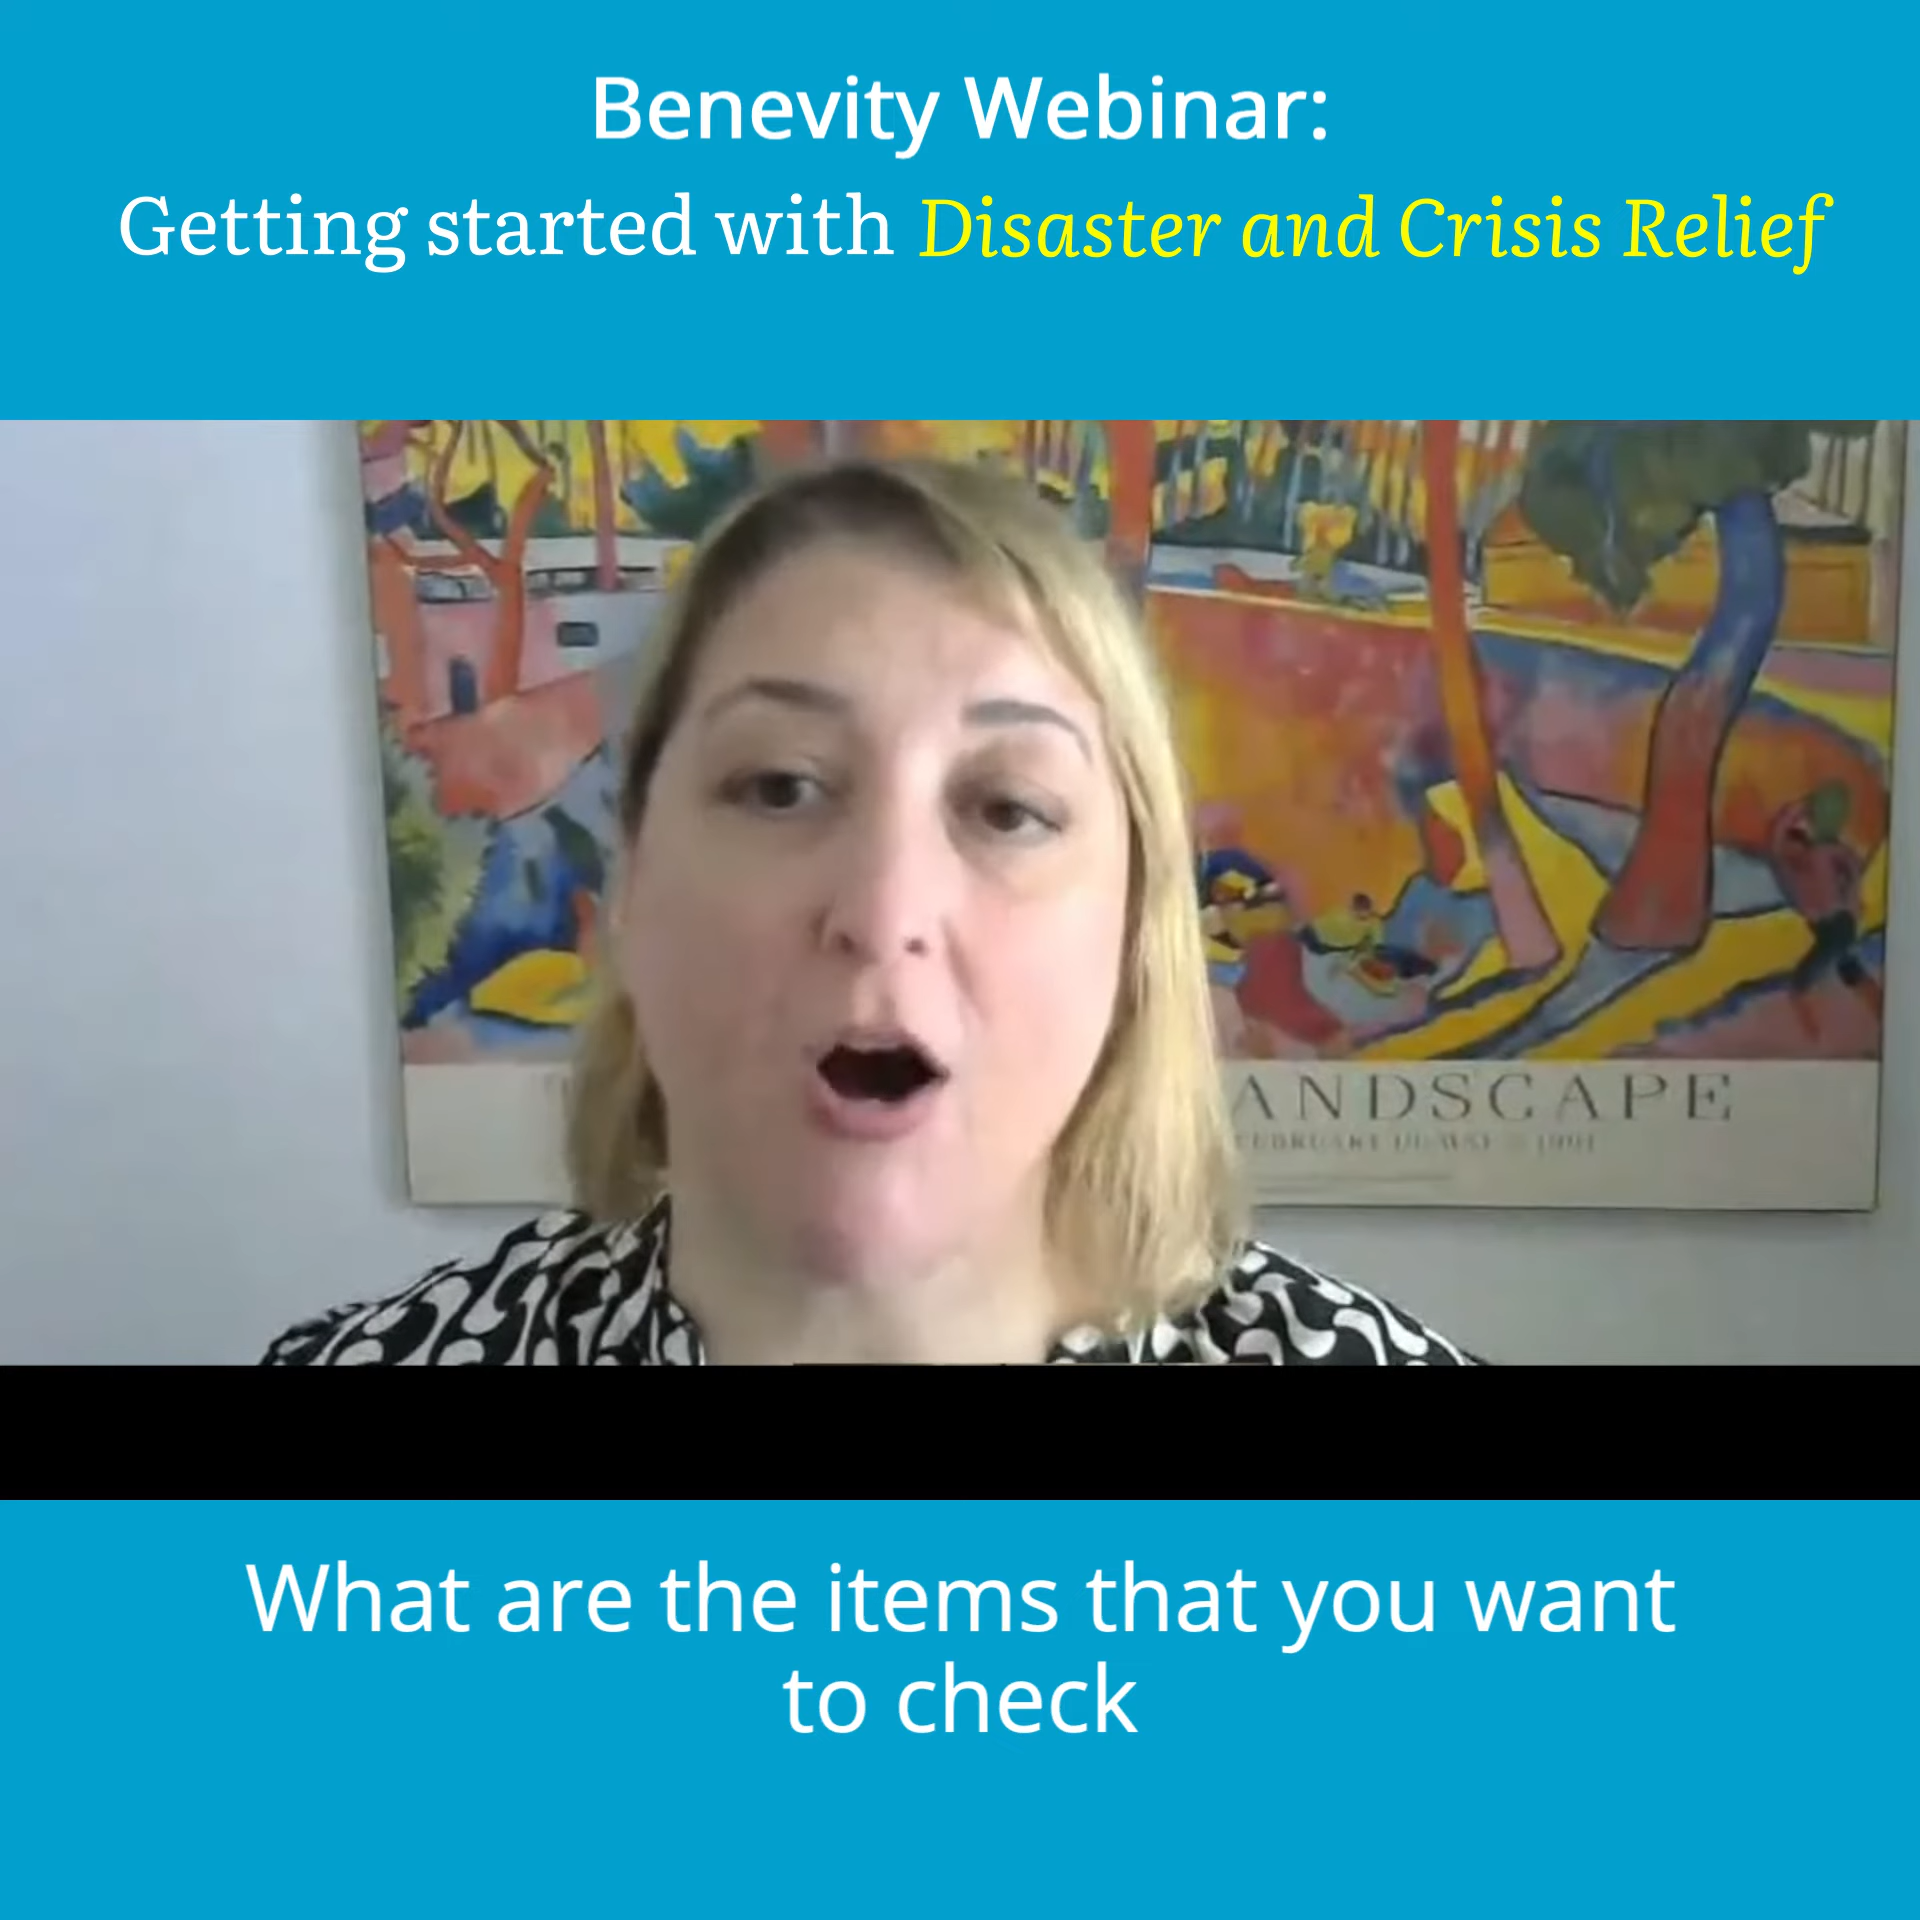 Benevity Webinar:
Getting started with Disaster and Crisis Relief
ANDSCAPE
What are the items that you want
to check